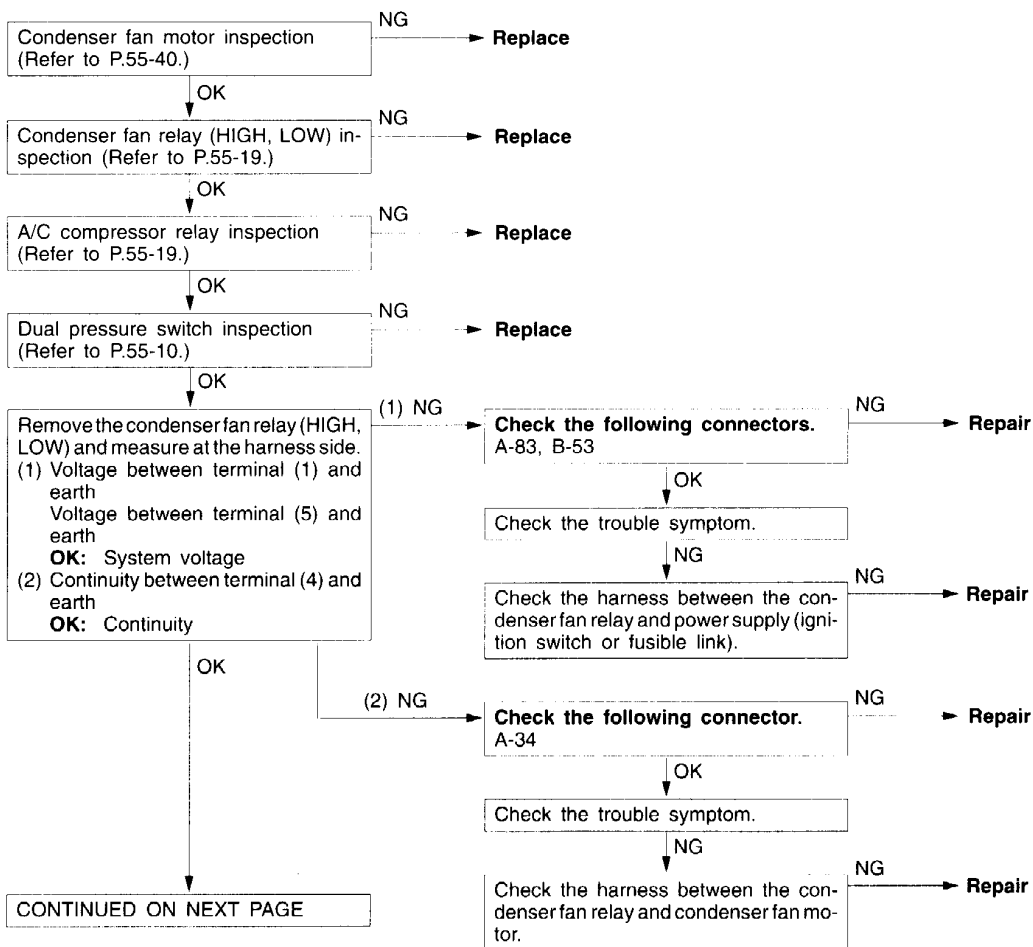 Condenser fan motor inspection
(Refer to P.55-40.)
NG
Replace
OK
Condenser fan relay (HIGH, LOW) in-
spection (Refer to P.55-19.)
NG
Replace
OK
A/C compressor relay inspection
(Refer to P.55-19.)
NG
Replace
OK
Dual pressure switch inspection
(Refer to P.55-10.)
NG
Replace
OK
Remove the condenser fan relay (HIGH,
LOW) and measure at the harness side.
(1) Voltage between terminal (1) and
earth
Voltage between terminal (5) and
earth
OK: System voltage
(2) Continuity between terminal (4) and
earth
OK: Continuity
(1) NG
Check the following connectors.
A-83, B-53
NG
Repair
OK
Check the trouble symptom.
NG
Check the harness between the con-
denser fan relay and power supply (igni-
tion switch or fusible link).
NG
Repair
OK
(2) NG
Check the following connector.
A-34
NG
Repair
OK
Check the trouble symptom.
NG
Check the harness between the con-
denser fan relay and condenser fan mo-
tor.
NG
Repair
CONTINUED ON NEXT PAGE